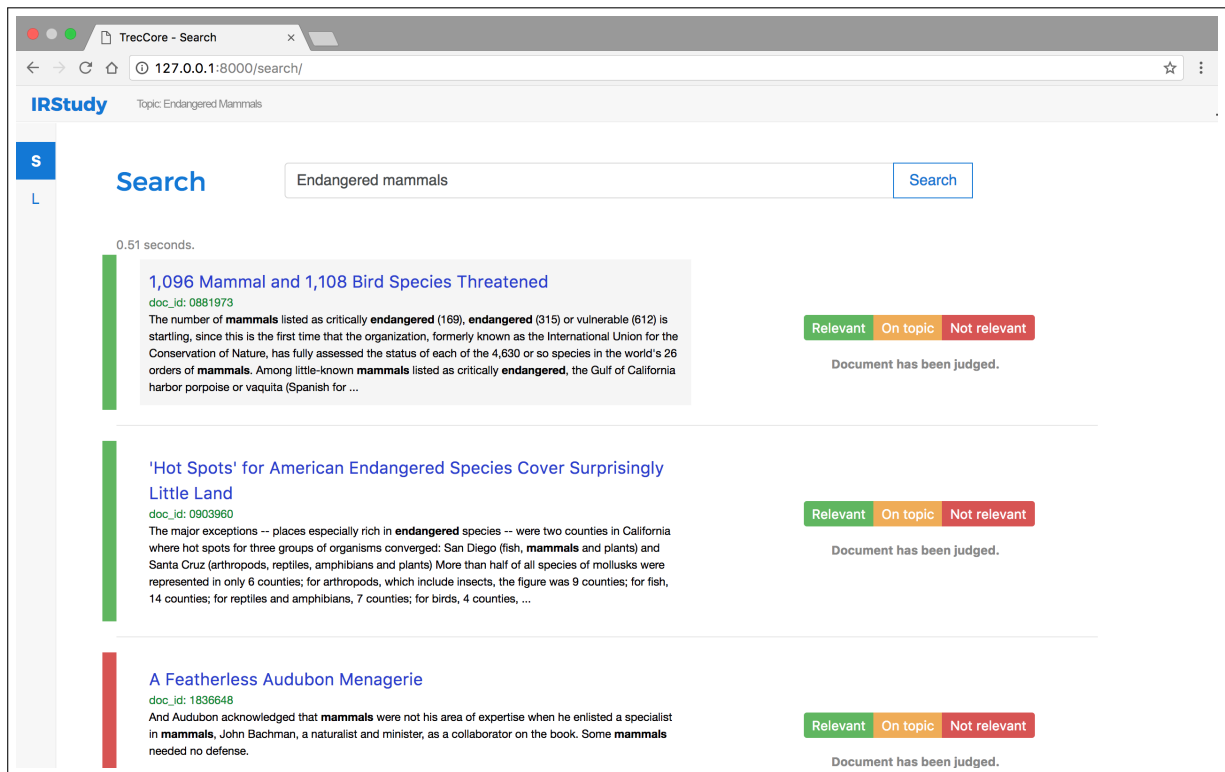 TrecCore - Search
127.0.0.1:8000/search/
IRStudy Topic: Endangered Mammals
S
L
Search Endangered mammals Search
0.51 seconds.
1,096 Mammal and 1,108 Bird Species Threatened
doc_id: 0881973
The number of mammals listed as critically endangered (169), endangered (315) or vulnerable (612) is
startling, since this is the first time that the organization, formerly known as the International Union for the
Conservation of Nature, has fully assessed the status of each of the 4,630 or so species in the world's 26
orders of mammals. Among little-known mammals listed as critically endangered, the Gulf of California
harbor porpoise or vaquita (Spanish for ...
Relevant On topic Not relevant
Document has been judged.
'Hot Spots' for American Endangered Species Cover Surprisingly
Little Land
doc_id: 0903960
The major exceptions -- places especially rich in endangered species -- were two counties in California
where hot spots for three groups of organisms converged: San Diego (fish, mammals and plants) and
Santa Cruz (arthropods, reptiles, amphibians and plants) More than half of all species of mollusks were
represented in only 6 counties; for arthropods, which include insects, the figure was 9 counties; for fish,
14 counties; for reptiles and amphibians, 7 counties; for birds, 4 counties, ...
Relevant On topic Not relevant
Document has been judged.
A Featherless Audubon Menagerie
doc_id: 1836648
And Audubon acknowledged that mammals were not his area of expertise when he enlisted a specialist
in mammals, John Bachman, a naturalist and minister, as a collaborator on the book. Some mammals
needed no defense.
Relevant On topic Not relevant
Document has been judged.